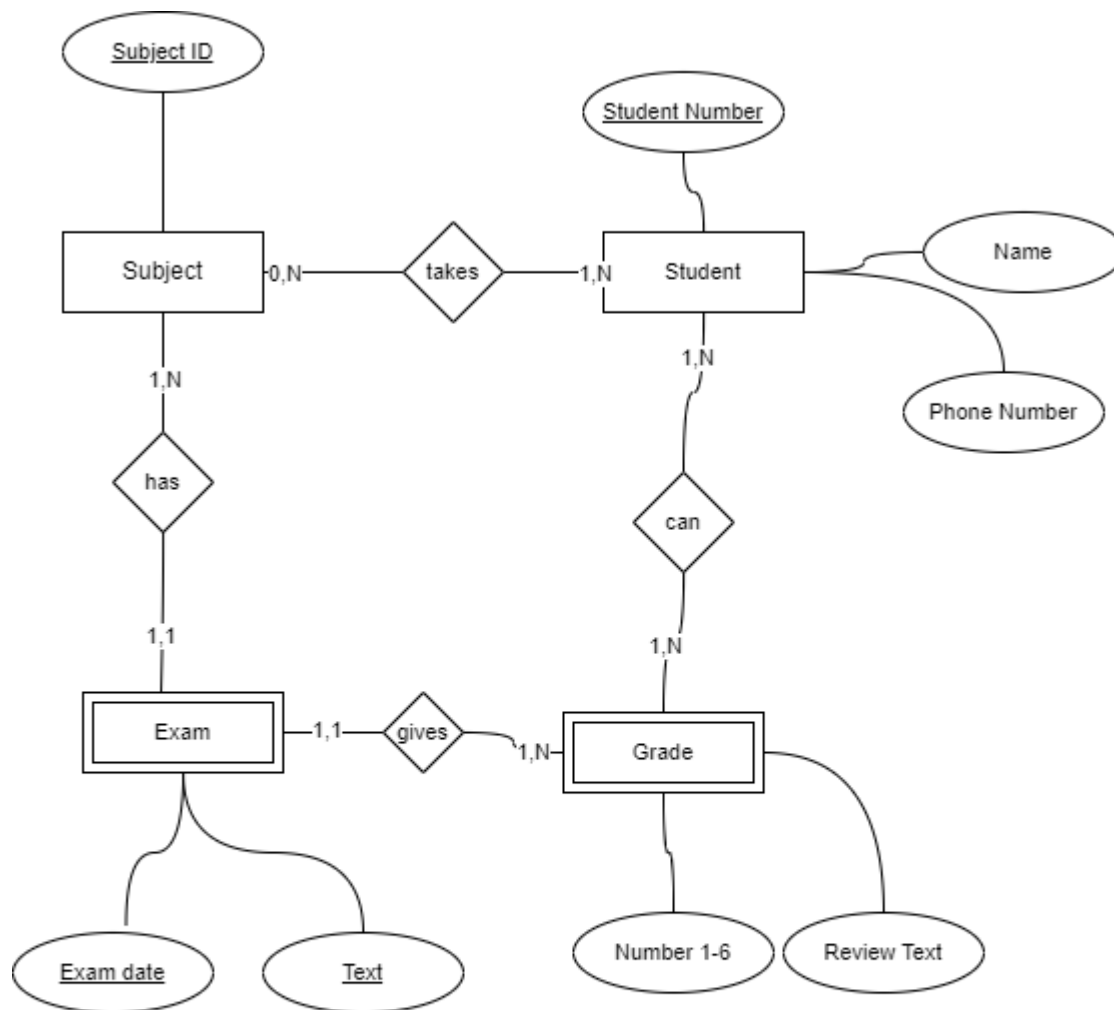 Subject ID
Student Number
Subject
0,N
takes
1,N
Student
Name
1,N
1,N
Phone Number
has
can
1,1
1,N
Exam
1,1
gives
1,N
Grade
Exam date
Text
Number 1-6
Review Text